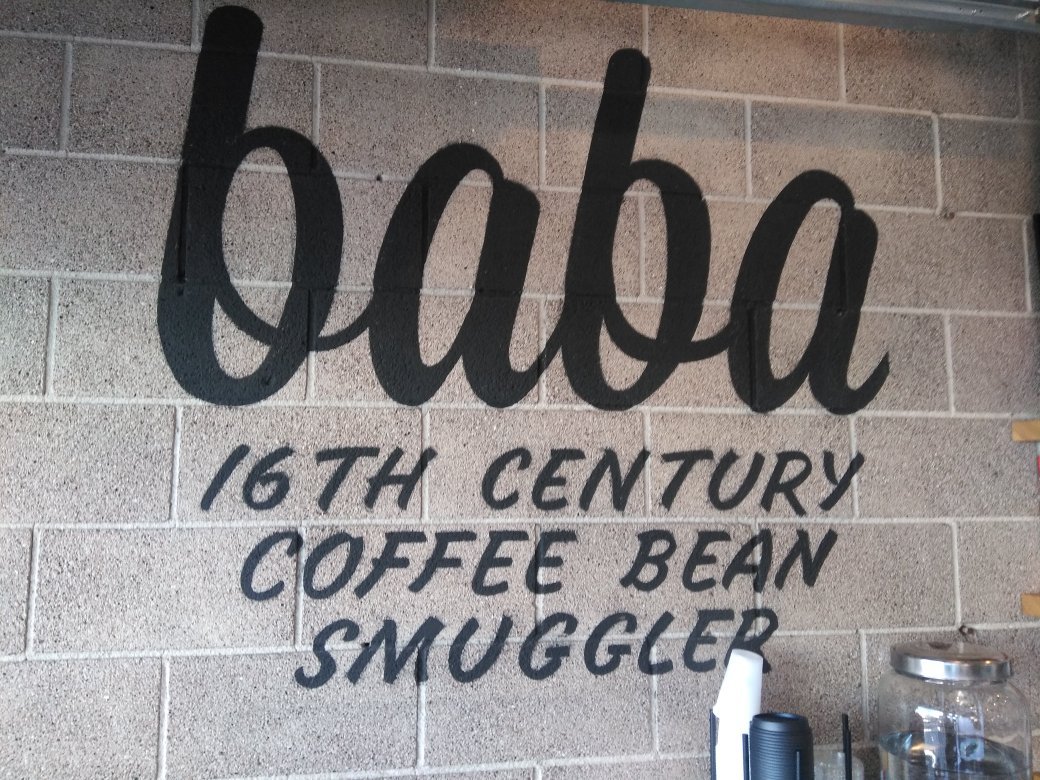 baba
16TH CENTURY
COFFEE BEAN
SMUGGLER